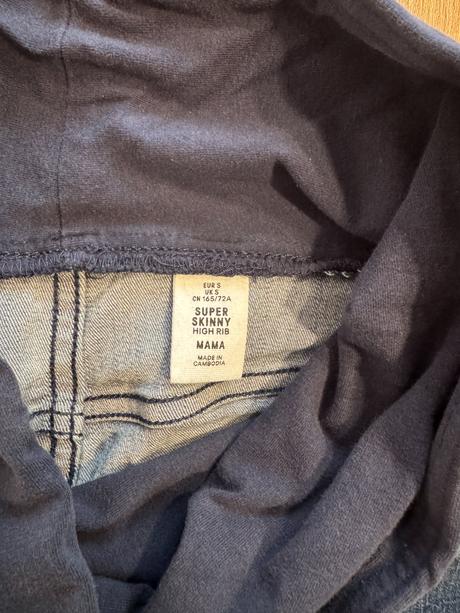 EUR S
UK S
CN 165/72A
SUPER
SKINNY
HIGH RIB
MAMA
MADE IN
CAMBODIA